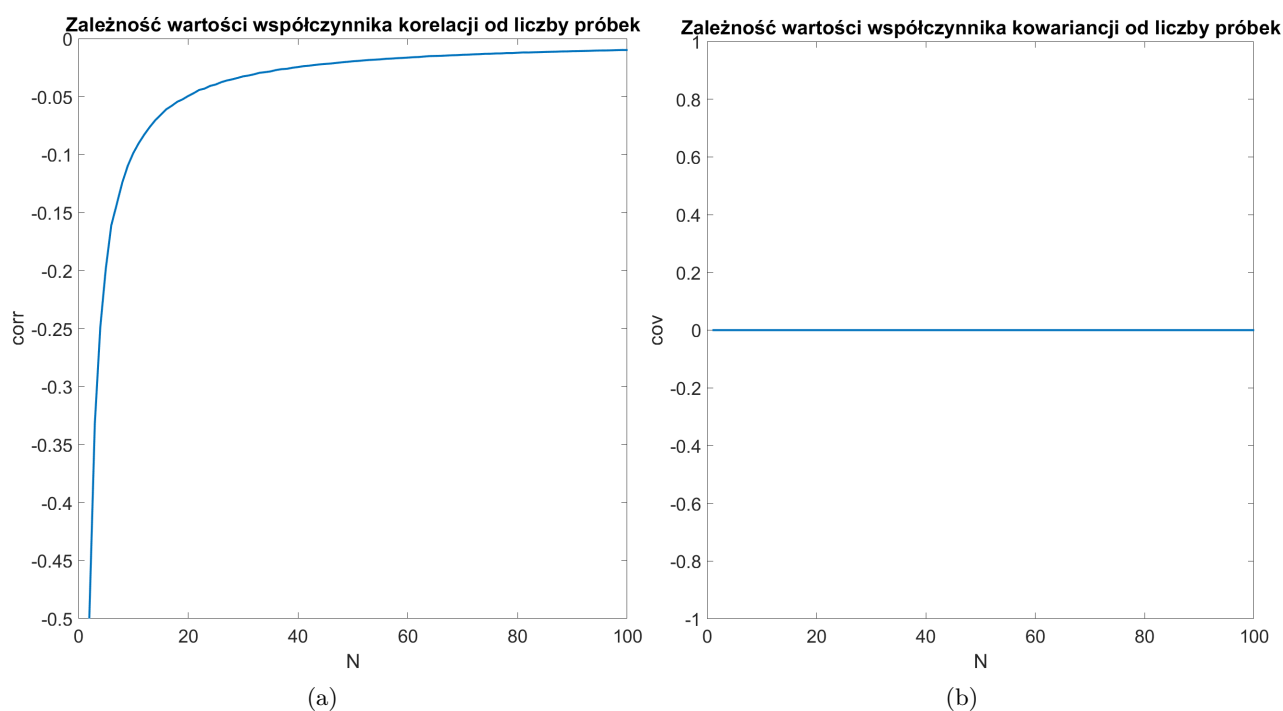 Zależność wartości współczynnika korelacji od liczby próbek
0
-0.05
-0.1
-0.15
-0.2
-0.25
-0.3
-0.35
-0.4
-0.45
-0.5
corr
0 20 40 60 80 100
N
(a)
Zależność wartości współczynnika kowariancji od liczby próbek
1
0.8
0.6
0.4
0.2
0
-0.2
-0.4
-0.6
-0.8
-1
cov
0 20 40 60 80 100
N
(b)